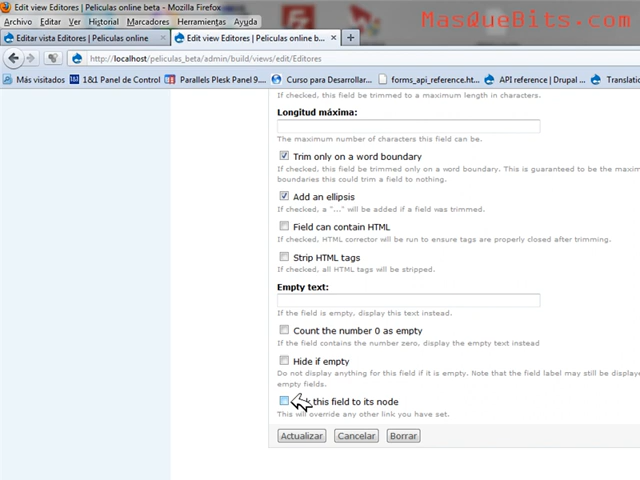 Edit view Editores | Peliculas online beta - Mozilla Firefox
MasQueBits.com
Archivo Editar Ver Historial Marcadores Herramientas Ayuda
Editar vista Editores | Peliculas online × Edit view Editores | Peliculas online b... × +
http://localhost/peliculas_beta/admin/build/views/edit/Editores
Más visitados 1&1 Panel de Control Parallels Plesk Panel 9.... Curso para Desarrollar... forms_api_reference.ht... API reference | Drupal ... Translatio
If checked, this field be trimmed to a maximum length in characters.
Longitud máxima:
The maximum number of characters this field can be.
Trim only on a word boundary
If checked, this field be trimmed only on a word boundary. This is guaranteed to be the maxim
boundaries this could trim a field to nothing.
Add an ellipsis
If checked, a "..." will be added if a field was trimmed.
Field can contain HTML
If checked, HTML corrector will be run to ensure tags are properly closed after trimming.
Strip HTML tags
If checked, all HTML tags will be stripped.
Empty text:
If the field is empty, display this text instead.
Count the number 0 as empty
If the field contains the number zero, display the empty text instead
Hide if empty
Do not display anything for this field if it is empty. Note that the field label may still be displaye
empty fields.
this field to its node
This will override any other link you have set.
Actualizar Cancelar Borrar